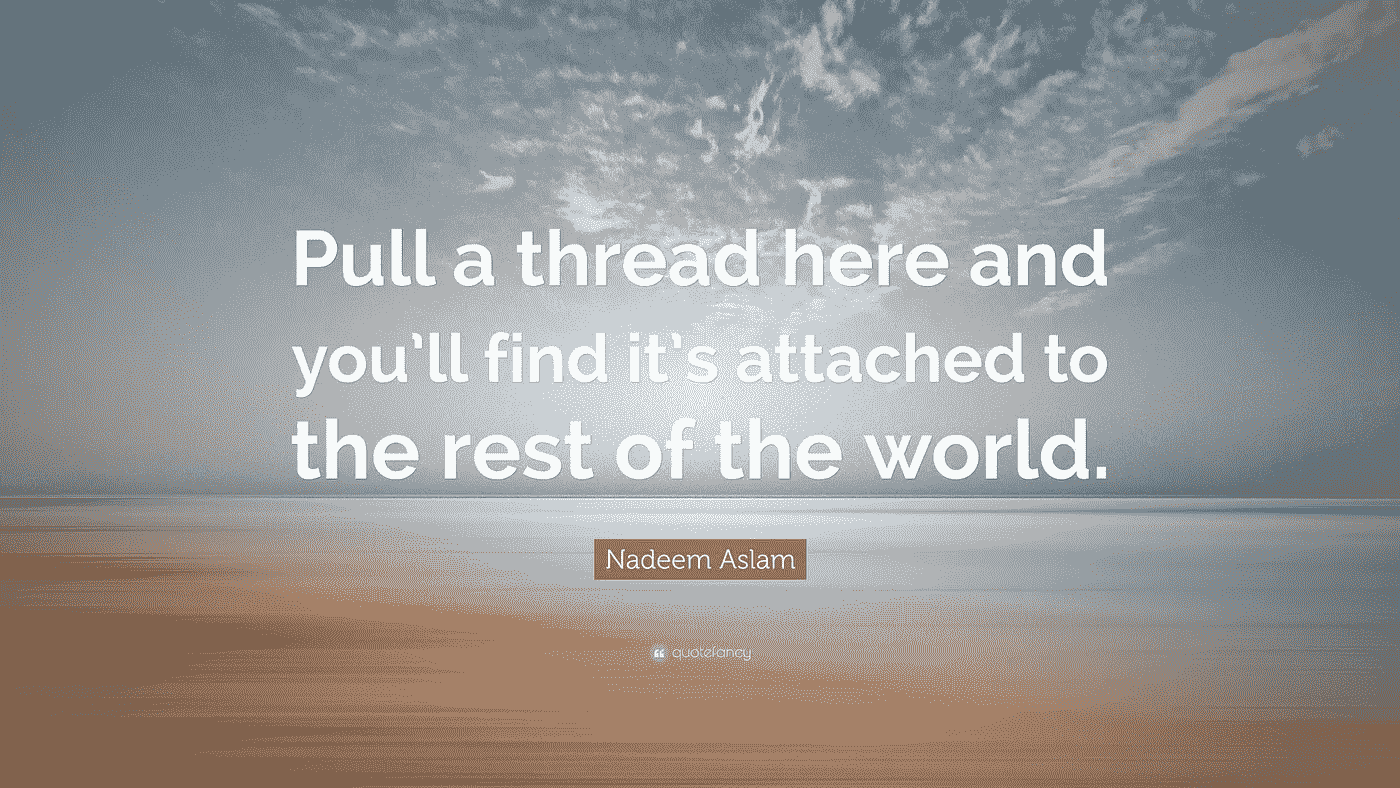 Pull a thread here and
you’ll find it’s attached to
the rest of the world.
Nadeem Aslam
quotefancy